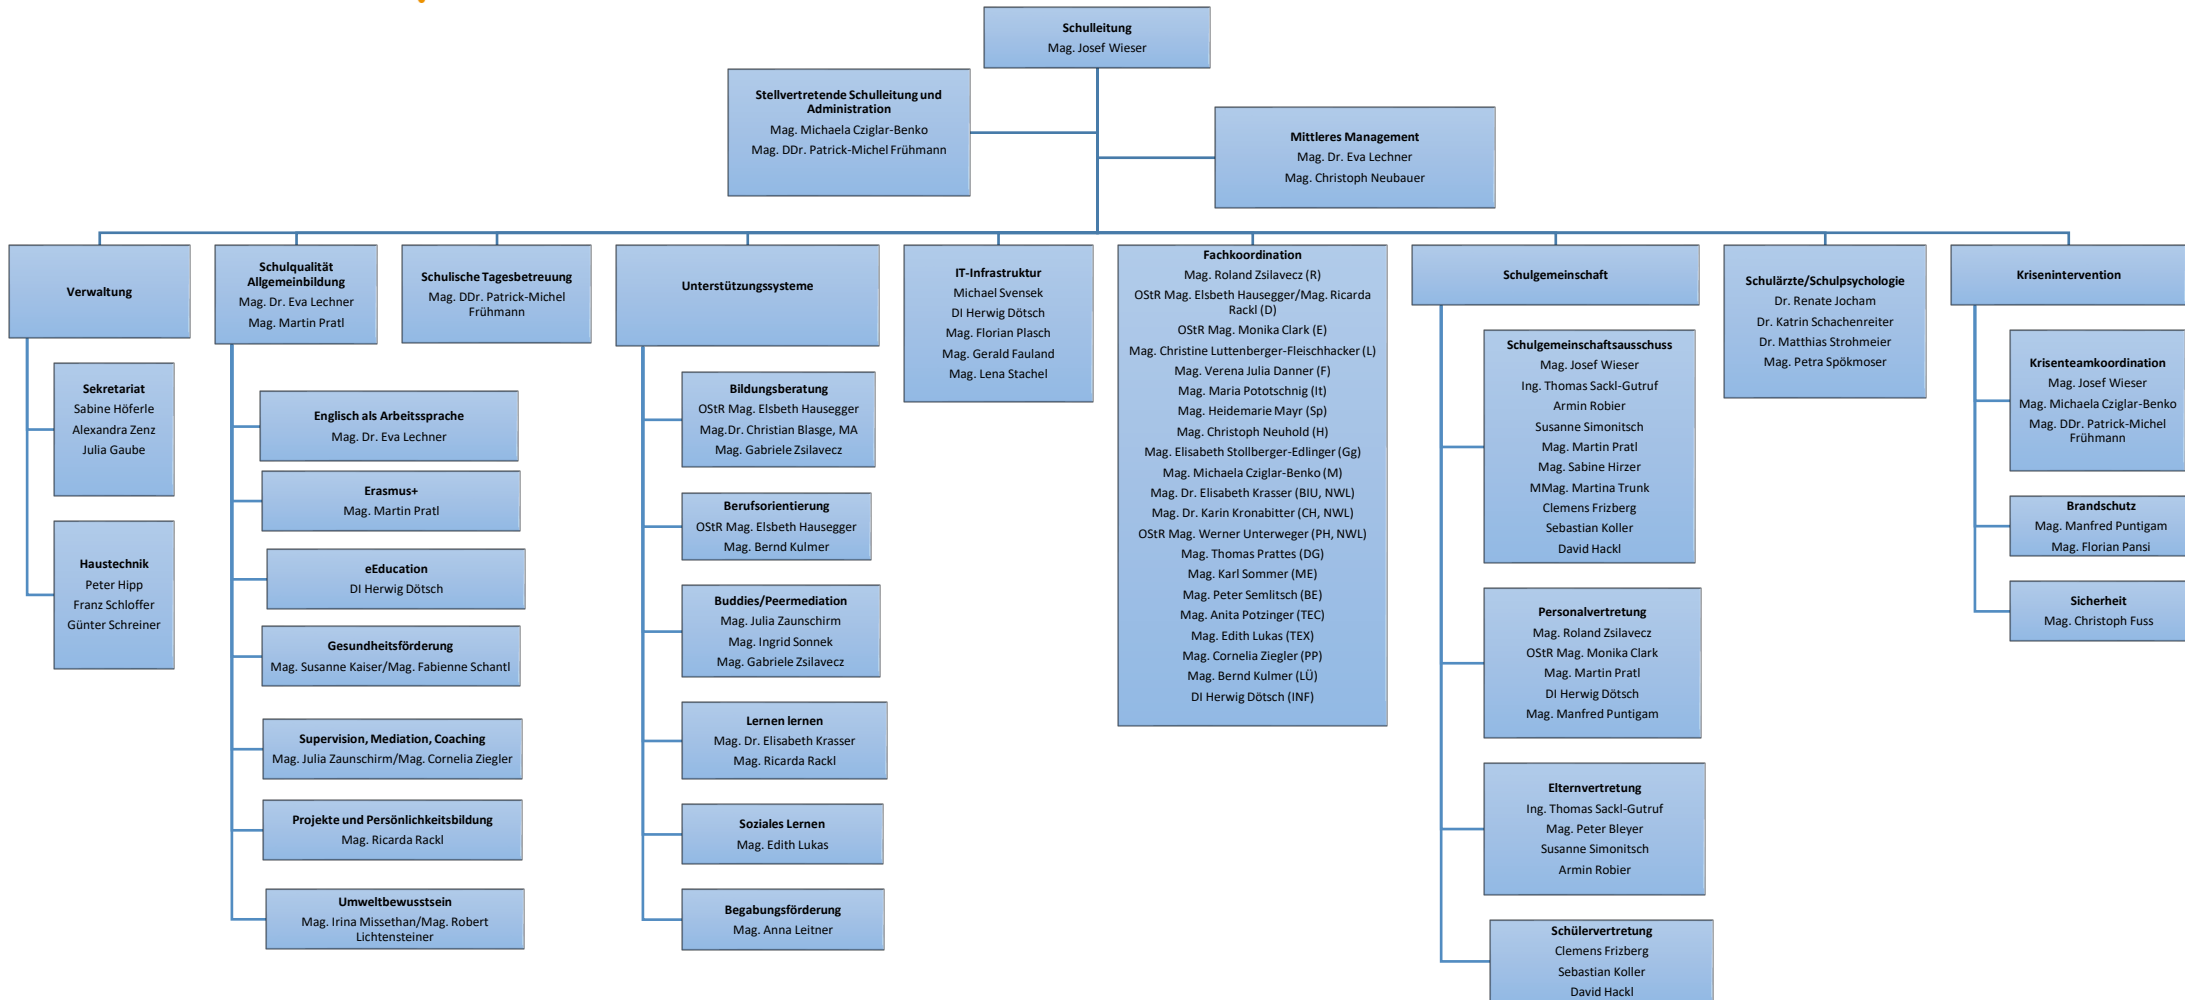 Schulleitung
Mag. Josef Wieser
Stellvertretende Schulleitung und
Administration
Mag. Michaela Cziglar-Benko
Mag. DDr. Patrick-Michel Frühmann
Mittleres Management
Mag. Dr. Eva Lechner
Mag. Christoph Neubauer
Verwaltung
Sekretariat
Sabine Höferle
Alexandra Zenz
Julia Gaube
Haustechnik
Peter Hipp
Franz Schloffer
Günter Schreiner
Schulqualität
Allgemeinbildung
Mag. Dr. Eva Lechner
Mag. Martin Pratl
Englisch als Arbeitssprache
Mag. Dr. Eva Lechner
Erasmus+
Mag. Martin Pratl
eEducation
DI Herwig Dötsch
Gesundheitsförderung
Mag. Susanne Kaiser/Mag. Fabienne Schantl
Supervision, Mediation, Coaching
Mag. Julia Zaunschirm/Mag. Cornelia Ziegler
Projekte und Persönlichkeitsbildung
Mag. Ricarda Rackl
Umweltbewusstsein
Mag. Irina Missethan/Mag. Robert
Lichtensteiner
Schulische Tagesbetreuung
Mag. DDr. Patrick-Michel
Frühmann
Unterstützungssysteme
Bildungsberatung
OStR Mag. Elsbeth Hausegger
Mag.Dr. Christian Blasge, MA
Mag. Gabriele Zsilavecz
Berufsorientierung
OStR Mag. Elsbeth Hausegger
Mag. Bernd Kulmer
Buddies/Peermediation
Mag. Julia Zaunschirm
Mag. Ingrid Sonnek
Mag. Gabriele Zsilavecz
Lernen lernen
Mag. Dr. Elisabeth Krasser
Mag. Ricarda Rackl
Soziales Lernen
Mag. Edith Lukas
Begabungsförderung
Mag. Anna Leitner
IT-Infrastruktur
Michael Svensek
DI Herwig Dötsch
Mag. Florian Plasch
Mag. Gerald Fauland
Mag. Lena Stachel
Fachkoordination
Mag. Roland Zsilavecz (R)
OStR Mag. Elsbeth Hausegger/Mag. Ricarda
Rackl (D)
OStR Mag. Monika Clark (E)
Mag. Christine Luttenberger-Fleischhacker (L)
Mag. Verena Julia Danner (F)
Mag. Maria Pototschnig (It)
Mag. Heidemarie Mayr (Sp)
Mag. Christoph Neuhold (H)
Mag. Elisabeth Stollberger-Edlinger (Gg)
Mag. Michaela Cziglar-Benko (M)
Mag. Dr. Elisabeth Krasser (BIU, NWL)
Mag. Dr. Karin Kronabitter (CH, NWL)
OStR Mag. Werner Unterweger (PH, NWL)
Mag. Thomas Prattes (DG)
Mag. Karl Sommer (ME)
Mag. Peter Semlitsch (BE)
Mag. Anita Potzinger (TEC)
Mag. Edith Lukas (TEX)
Mag. Cornelia Ziegler (PP)
Mag. Bernd Kulmer (LÜ)
DI Herwig Dötsch (INF)
Schulgemeinschaft
Schulgemeinschaftsausschuss
Mag. Josef Wieser
Ing. Thomas Sackl-Gutruf
Armin Robier
Susanne Simonitsch
Mag. Martin Pratl
Mag. Sabine Hirzer
MMag. Martina Trunk
Clemens Frizberg
Sebastian Koller
David Hackl
Personalvertretung
Mag. Roland Zsilavecz
OStR Mag. Monika Clark
Mag. Martin Pratl
DI Herwig Dötsch
Mag. Manfred Puntigam
Elternvertretung
Ing. Thomas Sackl-Gutruf
Mag. Peter Bleyer
Susanne Simonitsch
Armin Robier
Schülervertretung
Clemens Frizberg
Sebastian Koller
David Hackl
Schulärzte/Schulpsychologie
Dr. Renate Jocham
Dr. Katrin Schachenreiter
Dr. Matthias Strohmeier
Mag. Petra Spökmoser
Krisenintervention
Krisenteamkoordination
Mag. Josef Wieser
Mag. Michaela Cziglar-Benko
Mag. DDr. Patrick-Michel
Frühmann
Brandschutz
Mag. Manfred Puntigam
Mag. Florian Pansi
Sicherheit
Mag. Christoph Fuss